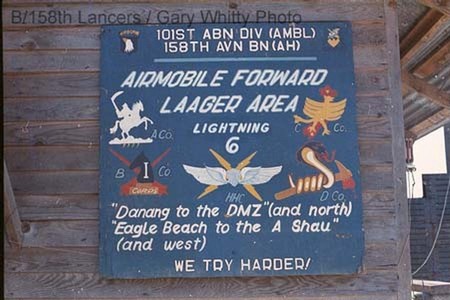 B/158th Lancers / Gary Whitty Photo
101ST ABN DIV (AMBL)
158TH AVN BN (AH)
AIRMOBILE FORWARD
LAAGER AREA
LIGHTNING
6
A Co.
C Co.
B I Co
CORPS
HHC
D Co.
"Danang to the DMZ" (and north)
"Eagle Beach to the A Shau"
(and west)
WE TRY HARDER!